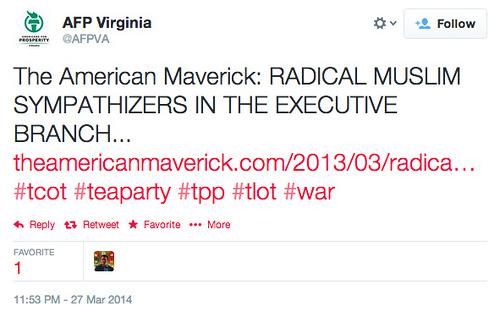 AFP Virginia
@AFPVA
Follow
The American Maverick: RADICAL MUSLIM
SYMPATHIZERS IN THE EXECUTIVE
BRANCH...
theamericanmaverick.com/2013/03/radica…
#tcot #teaparty #tpp #tlot #war
Reply Retweet Favorite More
FAVORITE
1
11:53 PM - 27 Mar 2014